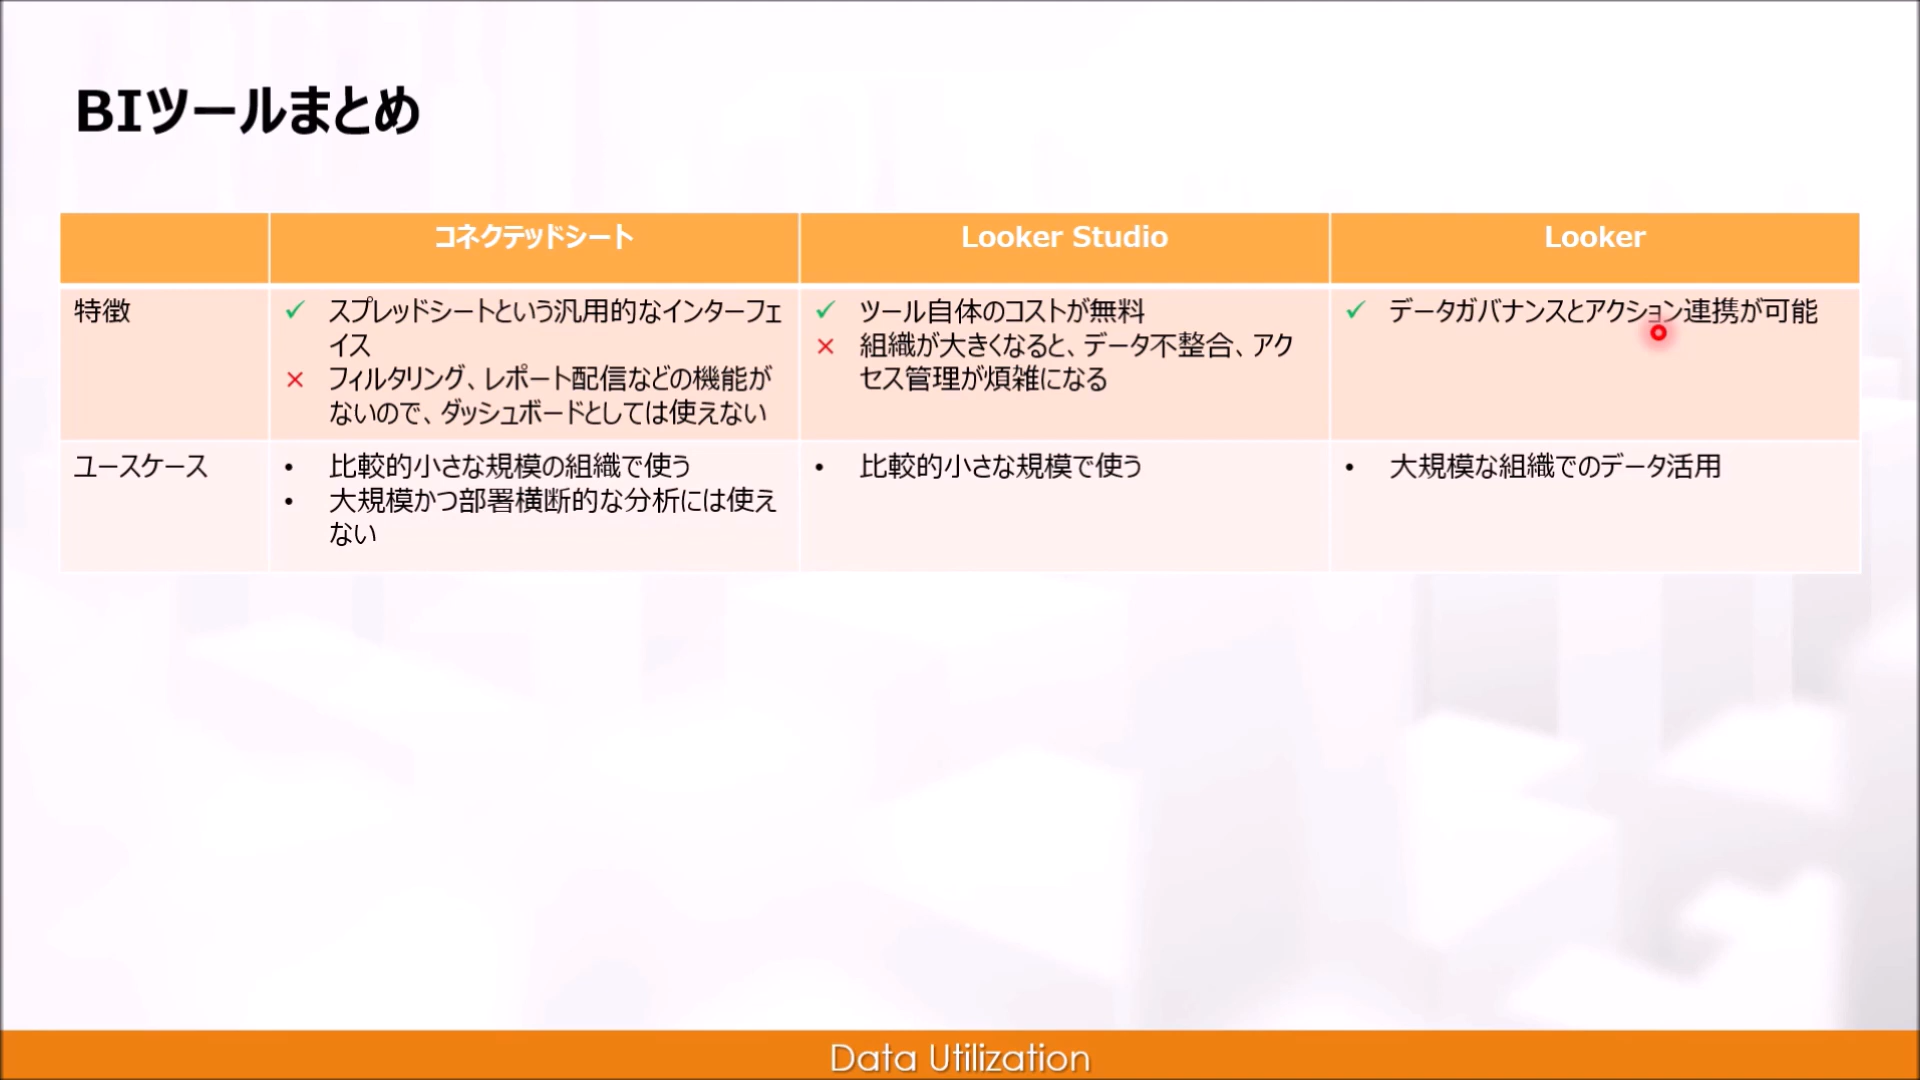 BIツールまとめ
コネクテッドシート
Looker Studio
Looker
特徴
✓ スプレッドシートという汎用的なインターフェ
イス
× フィルタリング、レポート配信などの機能が
ないので、ダッシュボードとしては使えない
✓ ツール自体のコストが無料
× 組織が大きくなると、データ不整合、アク
セス管理が煩雑になる
✓ データガバナンスとアクション連携が可能
ユースケース
• 比較的小さな規模の組織で使う
• 大規模かつ部署横断的な分析には使え
ない
• 比較的小さな規模で使う
• 大規模な組織でのデータ活用
Data Utilization